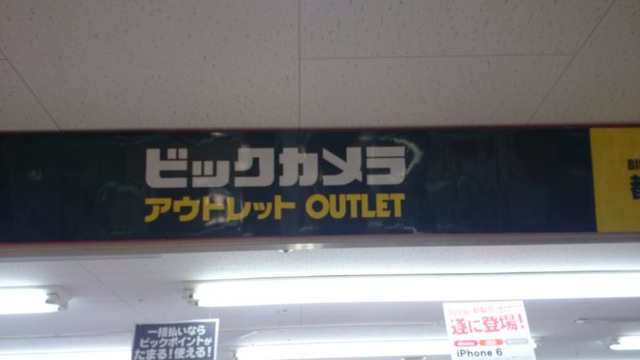 ビックカメラ
アウトレット OUTLET
一括払いなら
ビックポイントが
たまる!使える!
遂に登場!
iPhone 6